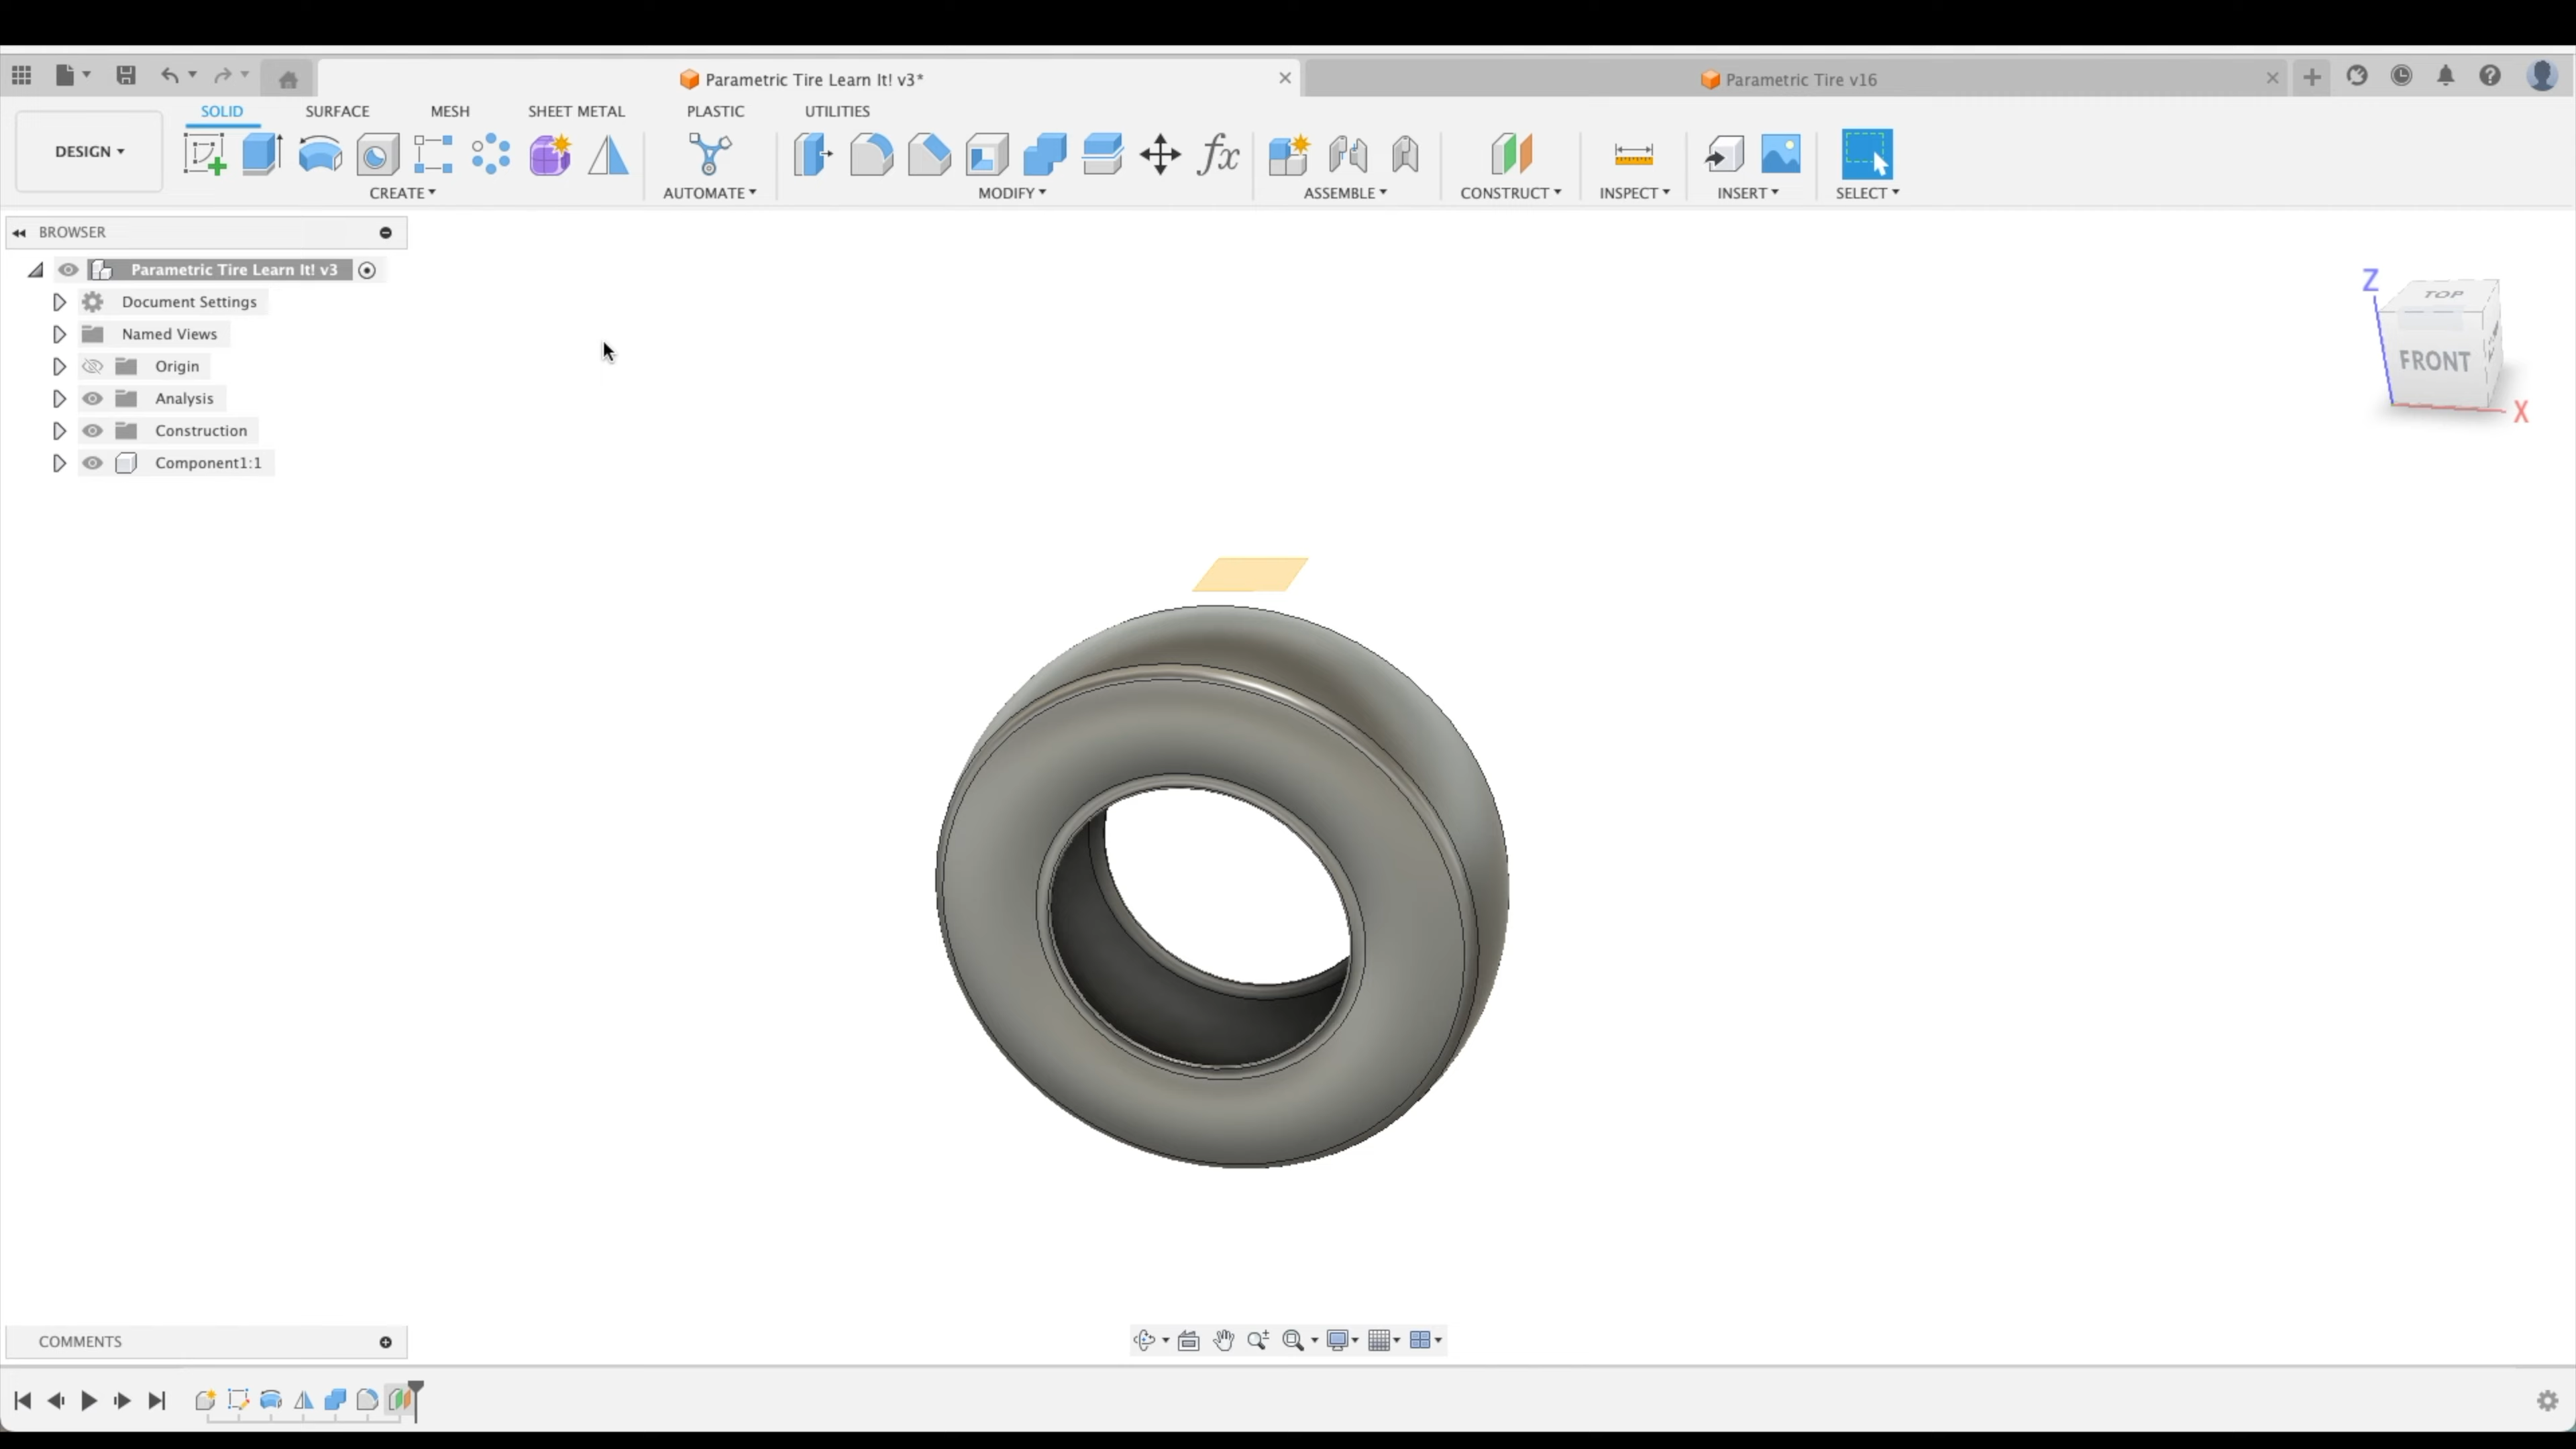 Parametric Tire Learn It! v3*
Parametric Tire v16
DESIGN
SOLID
SURFACE
MESH
SHEET METAL
PLASTIC
UTILITIES
CREATE
AUTOMATE
MODIFY
fx
ASSEMBLE
CONSTRUCT
INSPECT
INSERT
SELECT
BROWSER
Parametric Tire Learn It! v3
Document Settings
Named Views
Origin
Analysis
Construction
Component1:1
Z
TOP
FRONT
X
COMMENTS